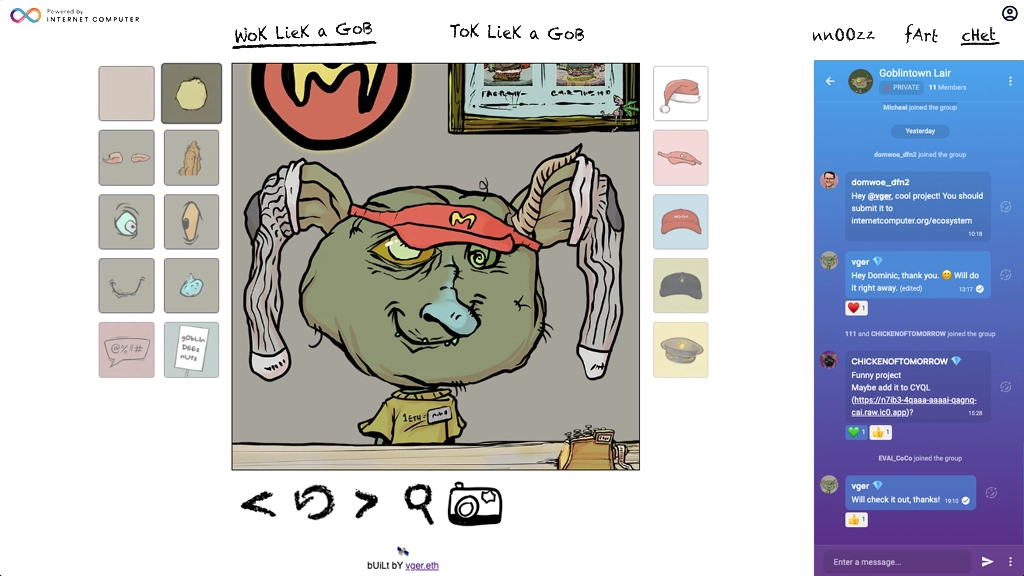 Powered by
INTERNET COMPUTER
WoK LieK a GoB
ToK LieK a GoB
nnOOzz
fArt
cHet
@%!#
gObLin
DEEz
nUTz
M
M
1ETH=
Goblintown Lair
PRIVATE 11 Members
Micheal joined the group
Yesterday
domwoe_dfn2 joined the group
domwoe_dfn2
Hey @vger, cool project! You should
submit it to
internetcomputer.org/ecosystem
10:18
vger 💎
Hey Dominic, thank you. 😊 Will do
it right away. (edited) 13:17
❤️ 1
111 and CHICKENOFTOMORROW joined the group
CHICKENOFTOMORROW 💎
Funny project
Maybe add it to CYQL
(https://n7ib3-4qaaa-aaaai-qagnq-
cai.raw.ic0.app)?
15:28
💚 1 👍 1
EVAI_CoCo joined the group
vger 💎
Will check it out, thanks! 19:10
👍 1
Enter a message...
bUiLt bY vger.eth